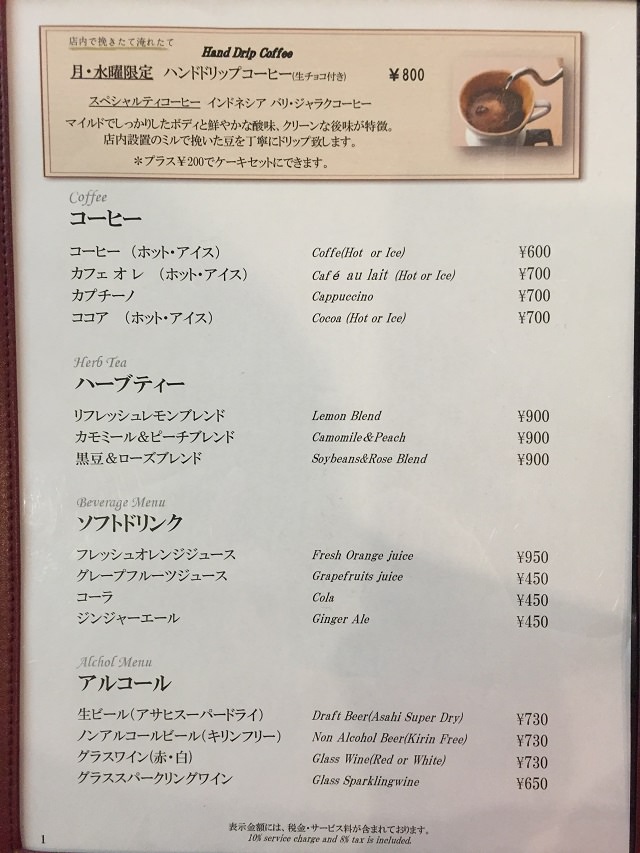 店内で挽きたて淹れたて
Hand Drip Coffee
月・水曜限定 ハンドドリップコーヒー(生チョコ付き) ￥800
スペシャルティコーヒー インドネシア バリ・ジャラクコーヒー
マイルドでしっかりしたボディと鮮やかな酸味、クリーンな後味が特徴。
店内設置のミルで挽いた豆を丁寧にドリップ致します。
＊プラス￥200でケーキセットにできます。
Coffee
コーヒー
コーヒー （ホット・アイス） Coffe(Hot or Ice) ¥600
カフェ オ レ （ホット・アイス） Café au lait (Hot or Ice) ¥700
カプチーノ Cappuccino ¥700
ココア （ホット・アイス） Cocoa (Hot or Ice) ¥700
Herb Tea
ハーブティー
リフレッシュレモンブレンド Lemon Blend ¥900
カモミール＆ピーチブレンド Camomile＆Peach ¥900
黒豆＆ローズブレンド Soybeans&Rose Blend ¥900
Beverage Menu
ソフトドリンク
フレッシュオレンジジュース Fresh Orange juice ¥950
グレープフルーツジュース Grapefruits juice ¥450
コーラ Cola ¥450
ジンジャーエール Ginger Ale ¥450
Alchol Menu
アルコール
生ビール（アサヒスーパードライ） Draft Beer(Asahi Super Dry) ¥730
ノンアルコールビール（キリンフリー） Non Alcohol Beer(Kirin Free) ¥730
グラスワイン(赤・白) Glass Wine(Red or White) ¥730
グラススパークリングワイン Glass Sparklingwine ¥650
表示金額には、税金・サービス料が含まれております。
10% service charge and 8% tax is included.
1